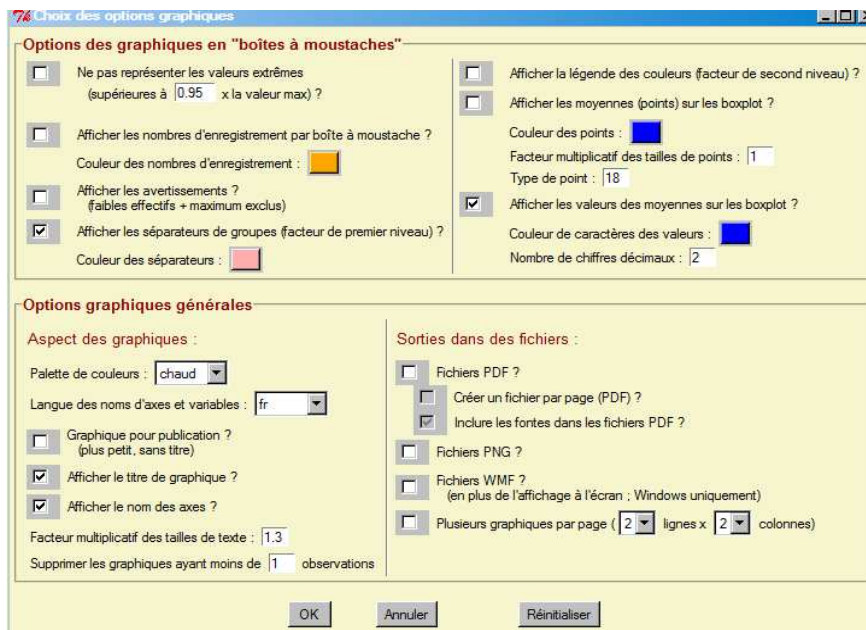 Choix des options graphiques
Options des graphiques en "boîtes à moustaches"
Ne pas représenter les valeurs extrêmes
(supérieures à 0.95 x la valeur max) ?
Afficher les nombres d'enregistrement par boîte à moustache ?
Couleur des nombres d'enregistrement :
Afficher les avertissements ?
(faibles effectifs + maximum exclus)
Afficher les séparateurs de groupes (facteur de premier niveau) ?
Couleur des séparateurs :
Afficher la légende des couleurs (facteur de second niveau) ?
Afficher les moyennes (points) sur les boxplot ?
Couleur des points :
Facteur multiplicatif des tailles de points : 1
Type de point : 18
Afficher les valeurs des moyennes sur les boxplot ?
Couleur de caractères des valeurs :
Nombre de chiffres décimaux : 2
Options graphiques générales
Aspect des graphiques :
Palette de couleurs : chaud
Langue des noms d'axes et variables : fr
Graphique pour publication ?
(plus petit, sans titre)
Afficher le titre de graphique ?
Afficher le nom des axes ?
Facteur multiplicatif des tailles de texte : 1.3
Supprimer les graphiques ayant moins de 1 observations
Sorties dans des fichiers :
Fichiers PDF ?
Créer un fichier par page (PDF) ?
Inclure les fontes dans les fichiers PDF ?
Fichiers PNG ?
Fichiers WMF ?
(en plus de l'affichage à l'écran ; Windows uniquement)
Plusieurs graphiques par page ( 2 lignes x 2 colonnes)
OK Annuler Réinitialiser